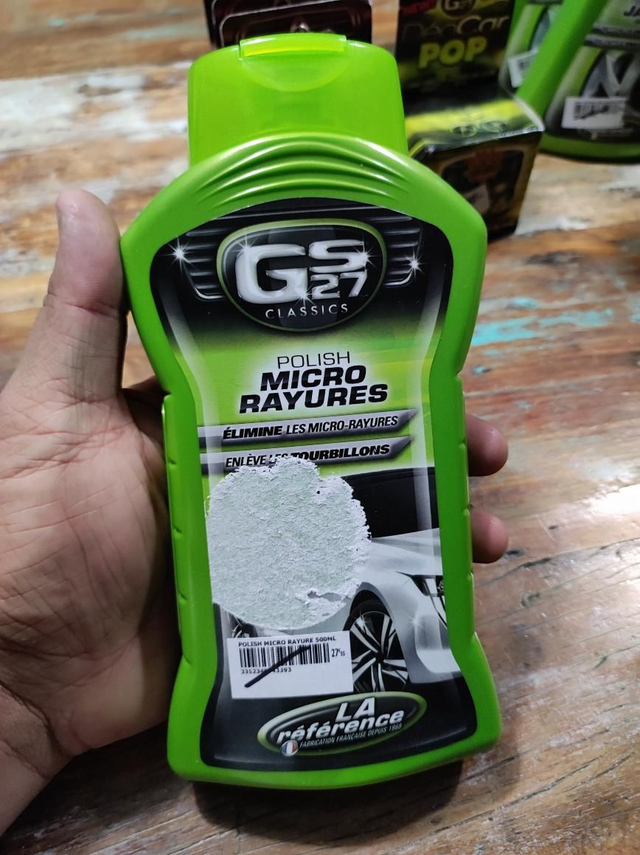 POP
GS
27
CLASSICS
POLISH
MICRO
RAYURES
ÉLIMINE LES MICRO-RAYURES
ENLÈVE LES TOURBILLONS
POLISH MICRO RAYURE 500ML
LA
référence
FABRICATION FRANÇAISE DEPUIS 1965